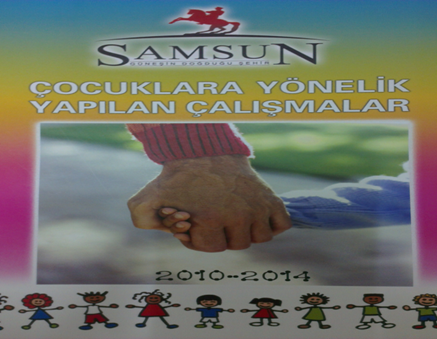 SAMSUN
GÜNEŞİN DOĞDUĞU ŞEHİR
ÇOCUKLARA YÖNELİK
YAPILAN ÇALIŞMALAR
2010--2014